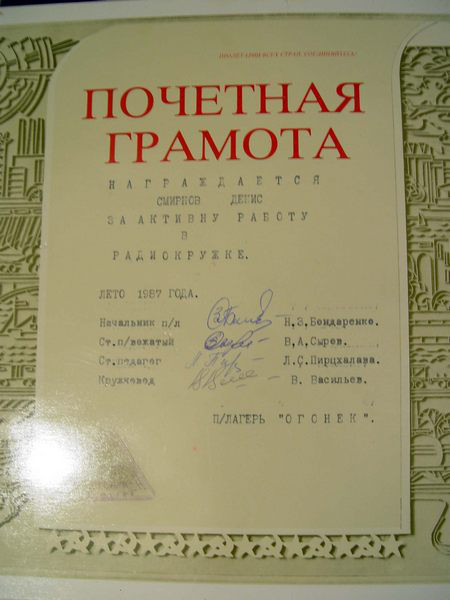 ПРОЛЕТАРИИ ВСЕХ СТРАН, СОЕДИНЯЙТЕСЬ!
ПОЧЕТНАЯ
ГРАМОТА
НАГРАЖДАЕТСЯ
СМИРНОВ ДЕНИС
ЗА АКТИВНУ РАБОТУ
В
РАДИОКРУЖКЕ.
ЛЕТО 1987 ГОДА.
Начальник п/л Н.З.Бондаренко.
Ст.п/вожатый В.А.Сырев.
Ст.педагог Л.С.Пирцхалава.
Кружковод В. Васильев.
П/ЛАГЕРЬ "ОГОНЕК".